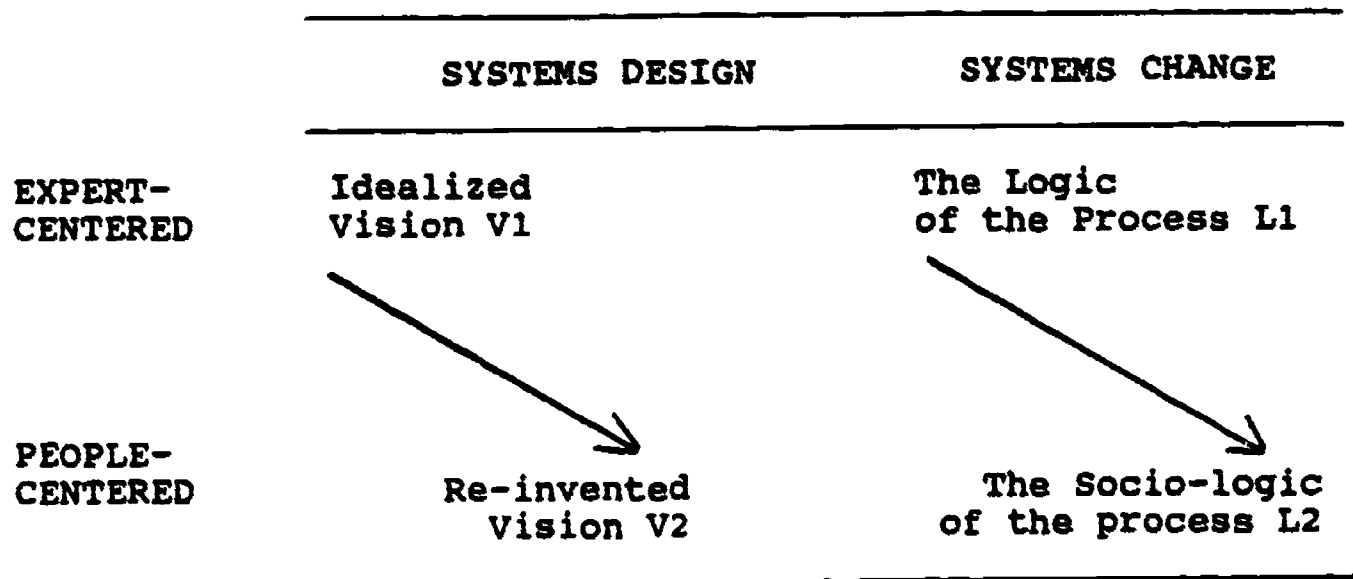 SYSTEMS DESIGN SYSTEMS CHANGE
EXPERT-
CENTERED
Idealized
Vision V1
The Logic
of the Process L1
PEOPLE-
CENTERED
Re-invented
Vision V2
The Socio-logic
of the process L2